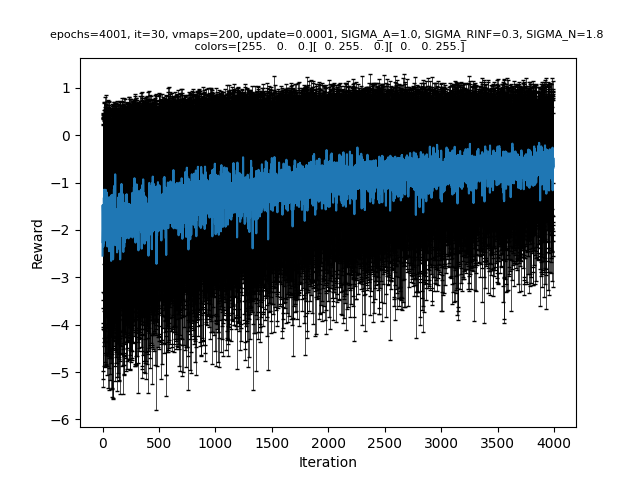 epochs=4001, it=30, vmaps=200, update=0.0001, SIGMA_A=1.0, SIGMA_RINF=0.3, SIGMA_N=1.8
colors=[255.   0.   0.][  0. 255.   0.][  0.   0. 255.]
1
0
−1
−2
−3
−4
−5
−6
Reward
0 500 1000 1500 2000 2500 3000 3500 4000
Iteration